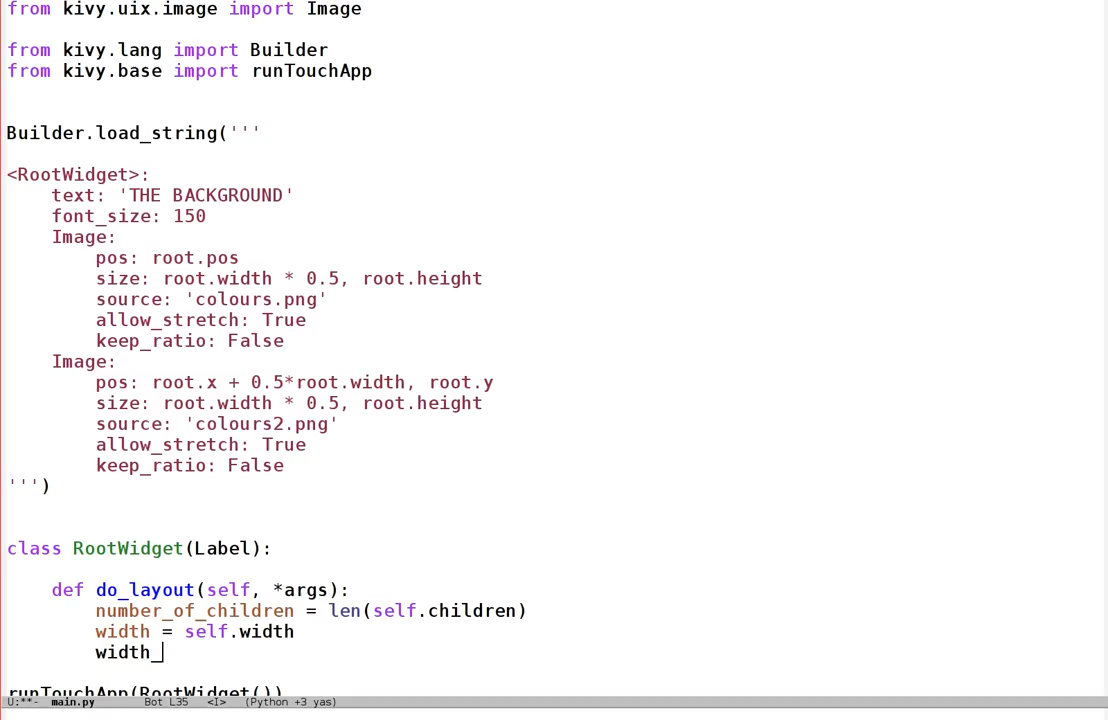 from kivy.uix.image import Image
from kivy.lang import Builder
from kivy.base import runTouchApp
Builder.load_string('''
<RootWidget>:
    text: 'THE BACKGROUND'
    font_size: 150
    Image:
        pos: root.pos
        size: root.width * 0.5, root.height
        source: 'colours.png'
        allow_stretch: True
        keep_ratio: False
    Image:
        pos: root.x + 0.5*root.width, root.y
        size: root.width * 0.5, root.height
        source: 'colours2.png'
        allow_stretch: True
        keep_ratio: False
''')
class RootWidget(Label):
    def do_layout(self, *args):
        number_of_children = len(self.children)
        width = self.width
        width_
runTouchApp(RootWidget())
U:**-  main.py        Bot L35   <I>   (Python +3 yas)